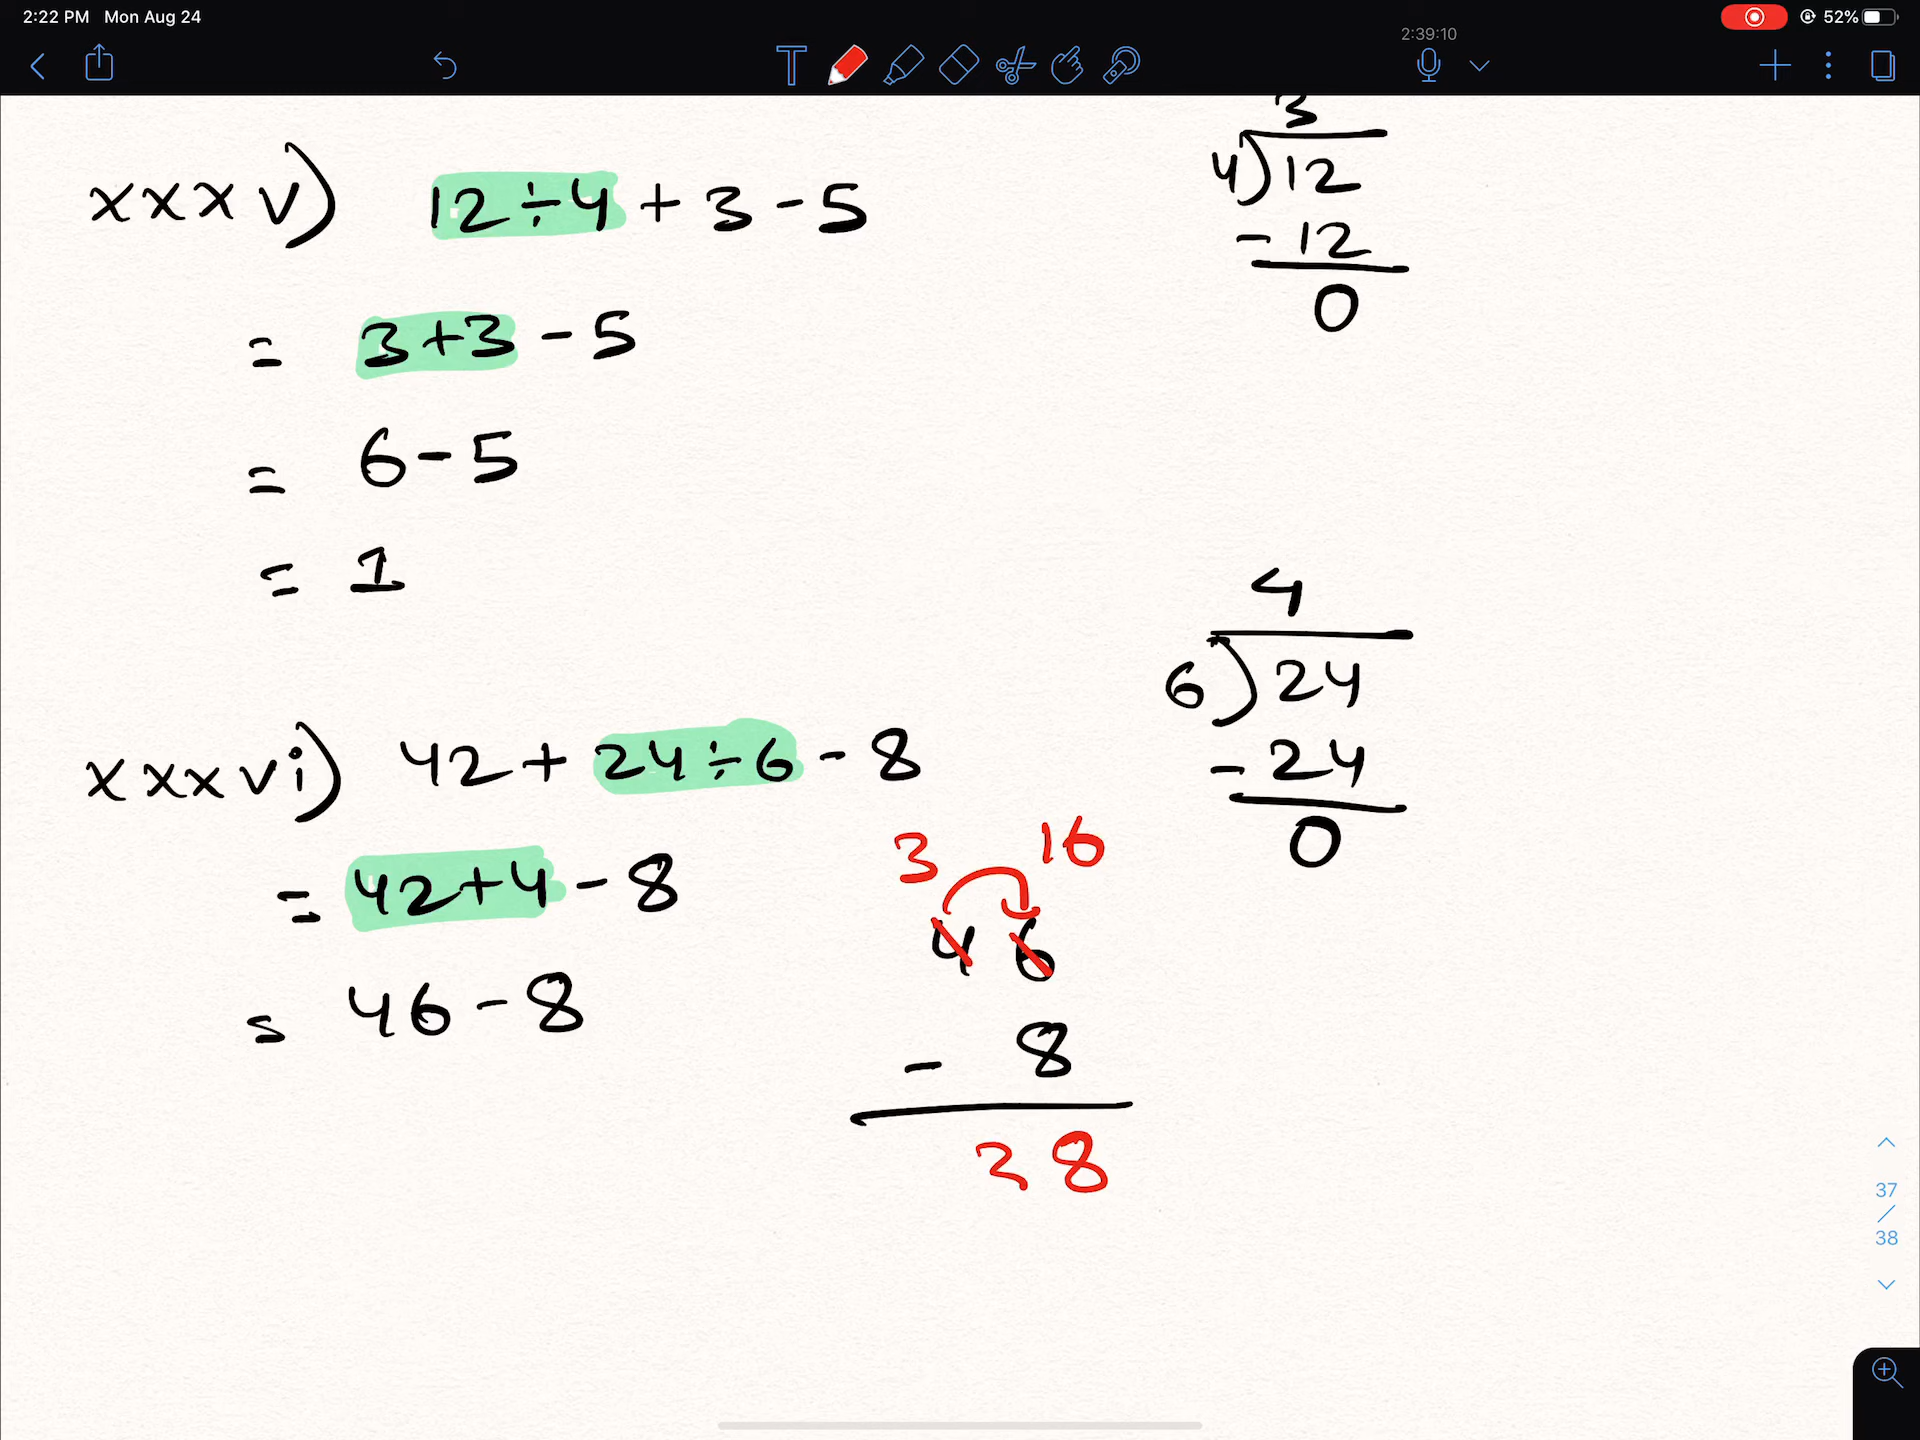 2:22 PM Mon Aug 24
52%
2:39:10
xxxv) 12 ÷ 4 + 3 - 5
= 3 + 3 - 5
= 6 - 5
= 1
3
4) 12
- 12
0
xxxvi) 42 + 24 ÷ 6 - 8
= 42 + 4 - 8
= 46 - 8
3 16
4 6
- 8
38
4
6) 24
- 24
0
37
/
38